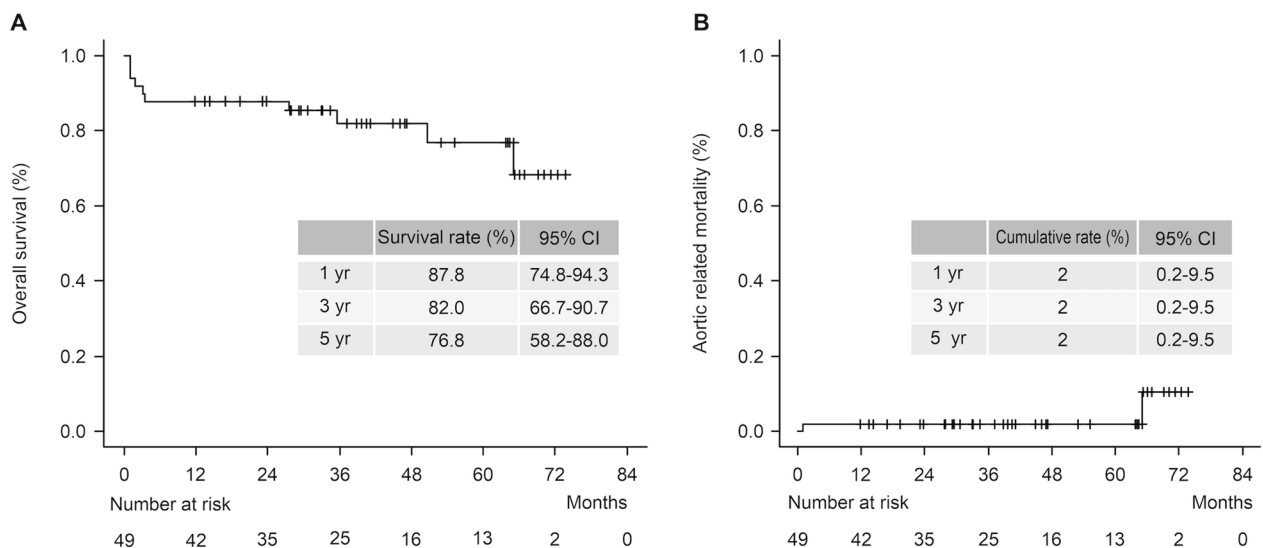 A
Overall survival (%)
1.0
0.8
0.6
0.4
0.2
0.0
Survival rate (%) 95% CI
1 yr 87.8 74.8-94.3
3 yr 82.0 66.7-90.7
5 yr 76.8 58.2-88.0
0 12 24 36 48 60 72 84
Number at risk Months
49 42 35 25 16 13 2 0
B
Aortic related mortality (%)
1.0
0.8
0.6
0.4
0.2
0.0
Cumulative rate (%) 95% CI
1 yr 2 0.2-9.5
3 yr 2 0.2-9.5
5 yr 2 0.2-9.5
0 12 24 36 48 60 72 84
Number at risk Months
49 42 35 25 16 13 2 0